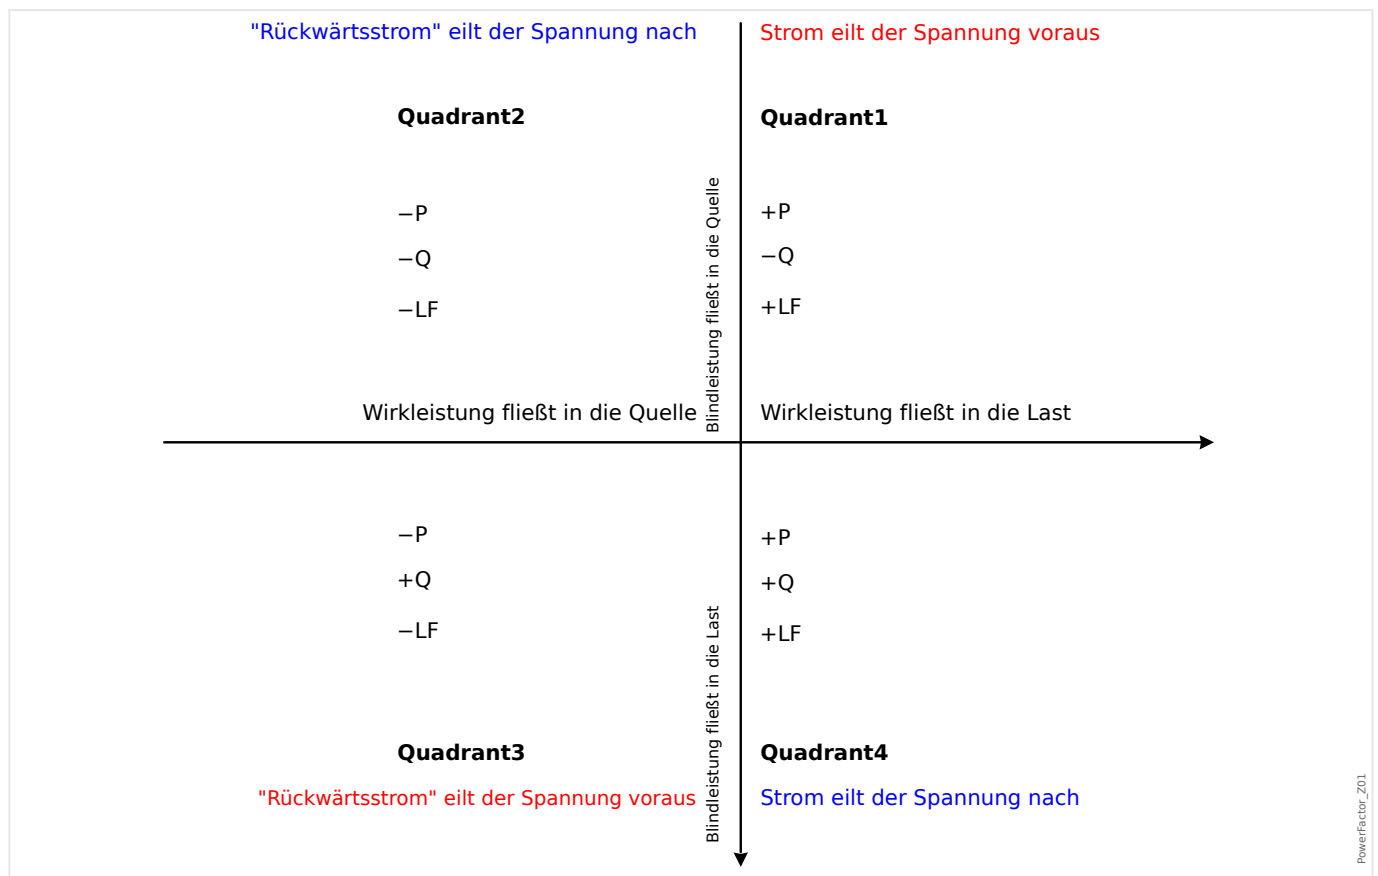 "Rückwärtsstrom" eilt der Spannung nach
Strom eilt der Spannung voraus
Quadrant2
Quadrant1
−P
−Q
−LF
+P
−Q
+LF
Blindleistung fließt in die Quelle
Wirkleistung fließt in die Quelle
Wirkleistung fließt in die Last
−P
+Q
−LF
+P
+Q
+LF
Blindleistung fließt in die Last
Quadrant3
Quadrant4
"Rückwärtsstrom" eilt der Spannung voraus
Strom eilt der Spannung nach
PowerFactor_Z01